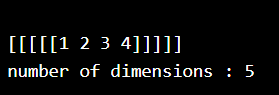 [[[[[1 2 3 4]]]]]
number of dimensions : 5